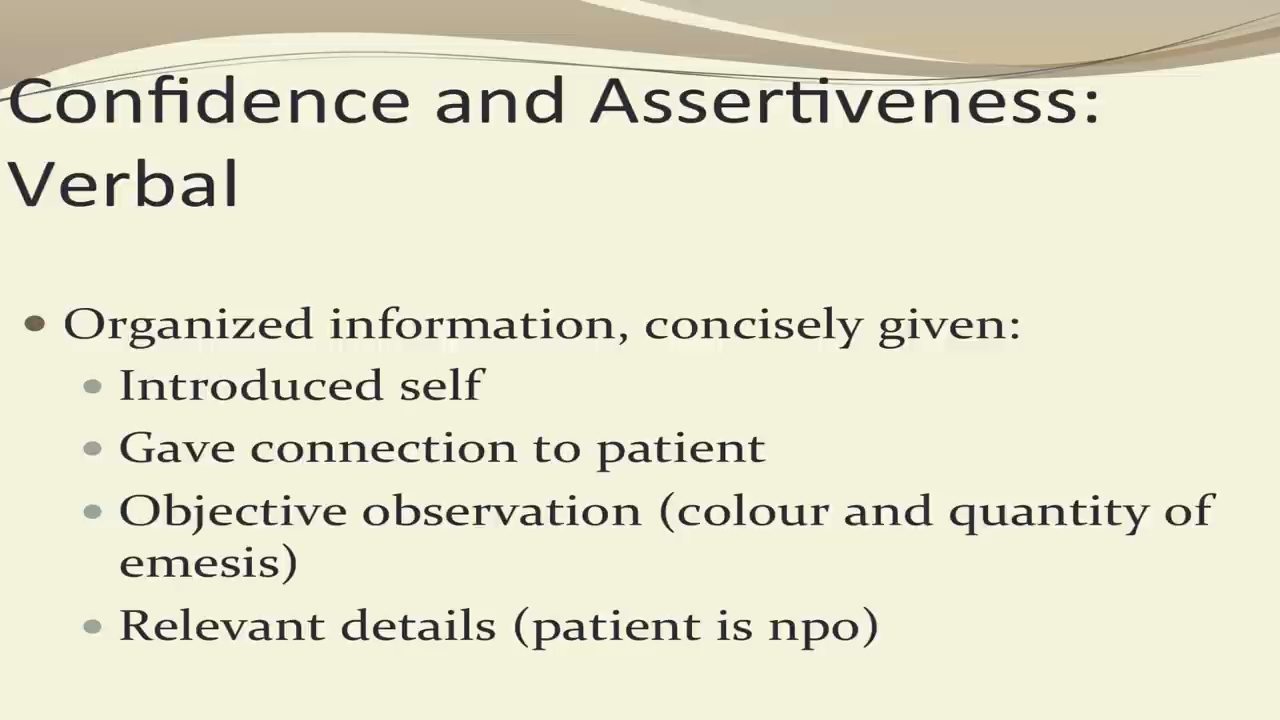 Confidence and Assertiveness:
Verbal
• Organized information, concisely given:
• Introduced self
• Gave connection to patient
• Objective observation (colour and quantity of
emesis)
• Relevant details (patient is npo)